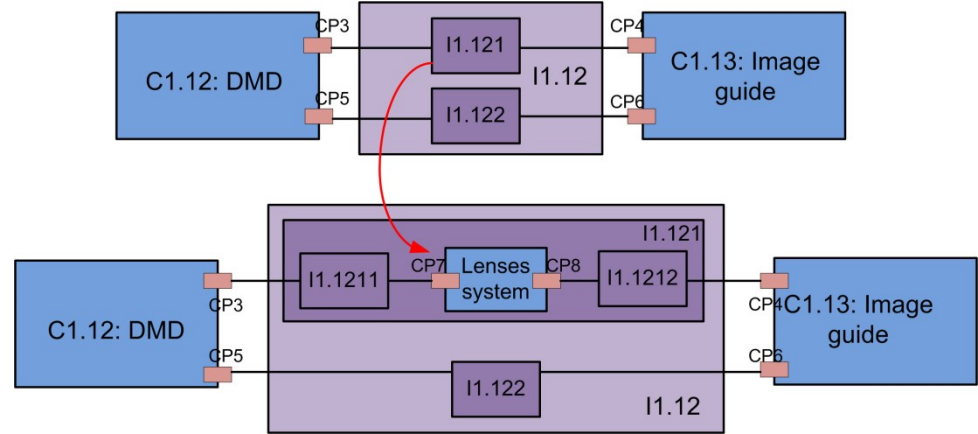 CP3
I1.121
CP4
C1.12: DMD
I1.12
C1.13: Image
guide
CP5
I1.122
CP6
I1.121
I1.1211
CP7
Lenses
system
CP8
I1.1212
C1.12: DMD
CP3
CP4
C1.13: Image
guide
CP5
CP6
I1.122
I1.12